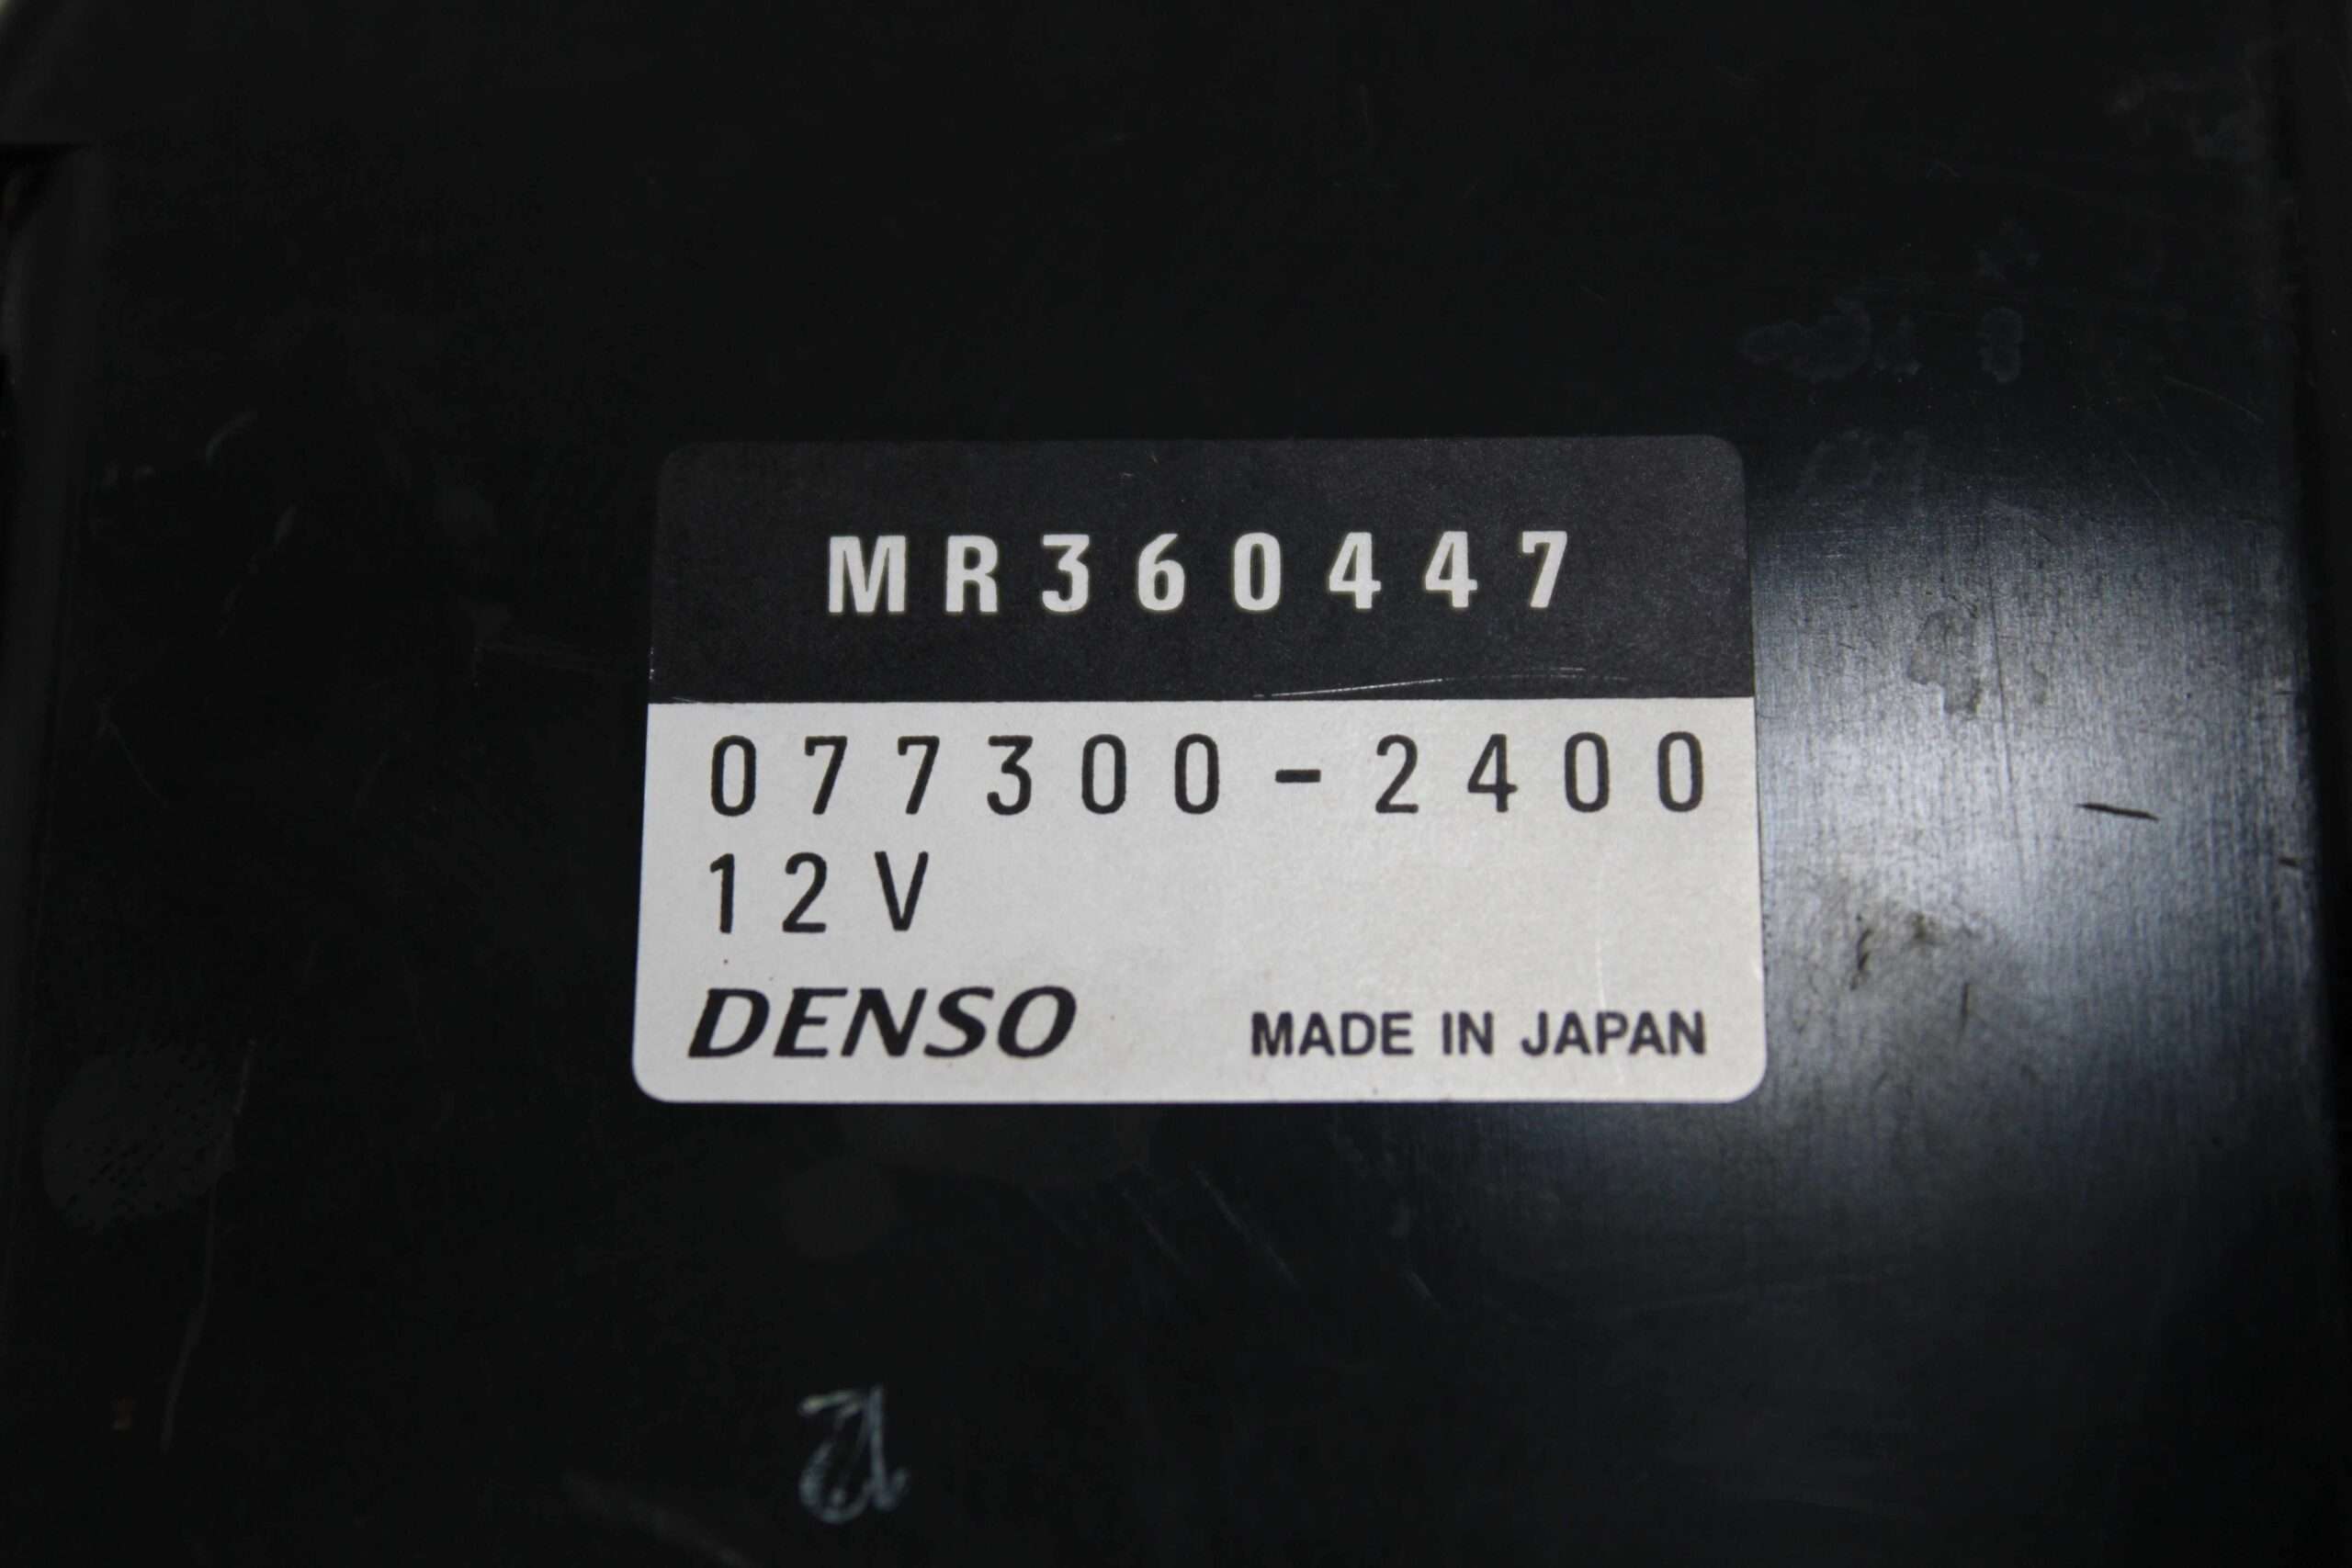 MR360447
077300-2400
12V
DENSO MADE IN JAPAN